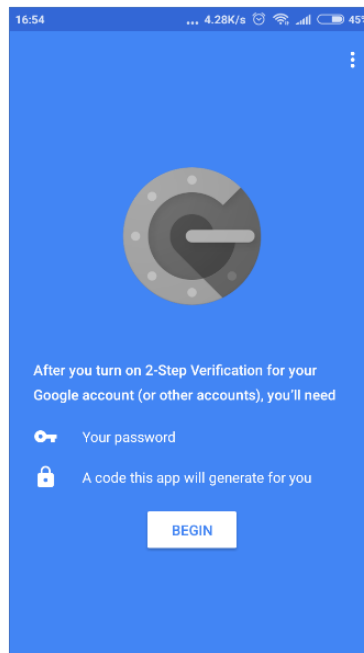 16:54 ... 4.28K/s 45%
After you turn on 2-Step Verification for your
Google account (or other accounts), you'll need
Your password
A code this app will generate for you
BEGIN